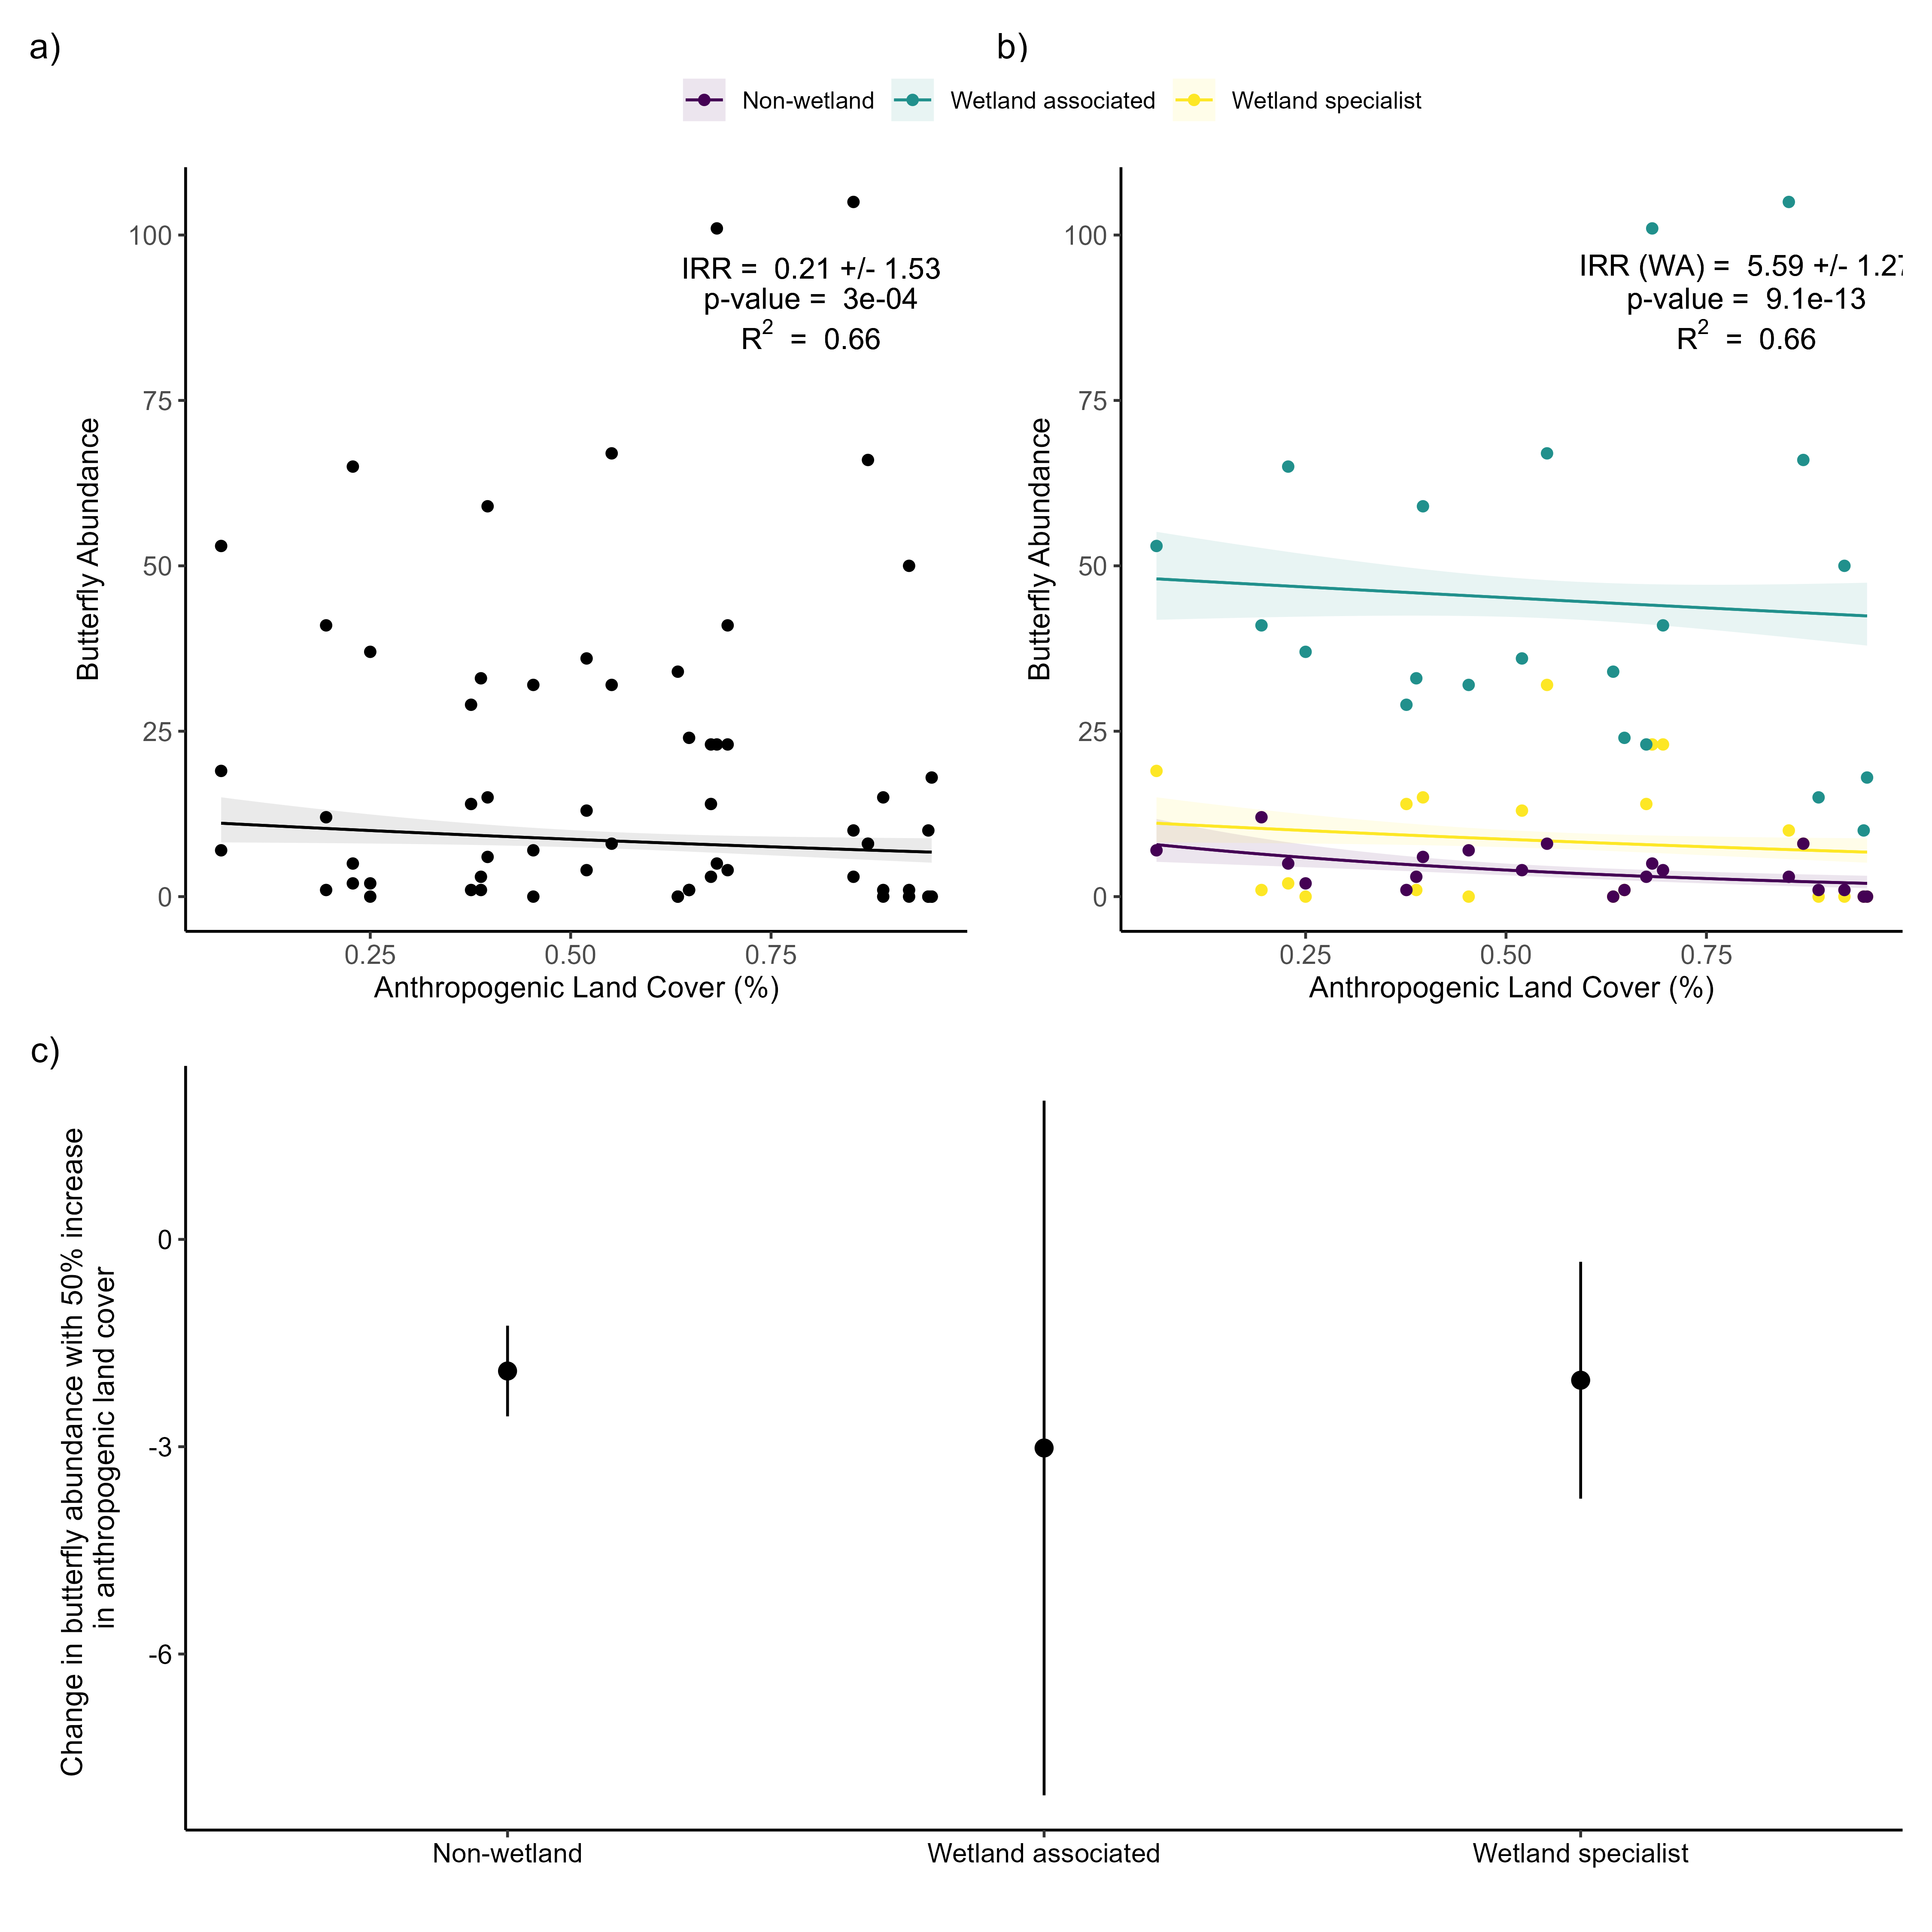 a)
b)
Non-wetland
Wetland associated
Wetland specialist
100
75
50
25
0
Butterfly Abundance
IRR = 0.21 +/- 1.53
p-value = 3e-04
R² = 0.66
0.25
0.50
0.75
Anthropogenic Land Cover (%)
100
75
50
25
0
Butterfly Abundance
IRR (WA) = 5.59 +/- 1.27
p-value = 9.1e-13
R² = 0.66
0.25
0.50
0.75
Anthropogenic Land Cover (%)
c)
Change in butterfly abundance with 50% increase
in anthropogenic land cover
0
-3
-6
Non-wetland
Wetland associated
Wetland specialist